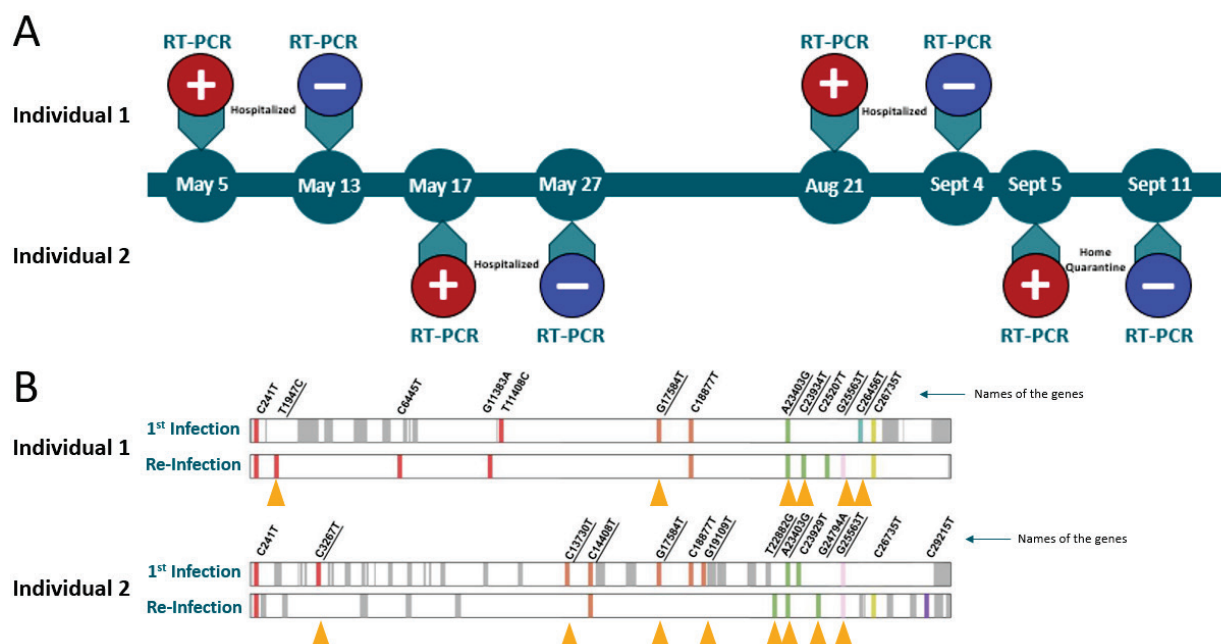 A
RT-PCR RT-PCR RT-PCR RT-PCR
+ − + −
Individual 1 Hospitalized Hospitalized
May 5 May 13 May 17 May 27 Aug 21 Sept 4 Sept 5 Sept 11
Individual 2 Hospitalized Home
Quarantine
+ − + −
RT-PCR RT-PCR RT-PCR RT-PCR
B
C241T T1947C C6445T G11383A T11408C G17584T C18877T A23403G C23934T C25207T G25563T C26456T C26735T Names of the genes
1st Infection
Individual 1
Re-Infection
C241T C3267T C13730T C14408T G17584T C18877T G19109T T22882G A23403G C23929T G24794A G25563T C26735T C29215T Names of the genes
1st Infection
Individual 2
Re-Infection